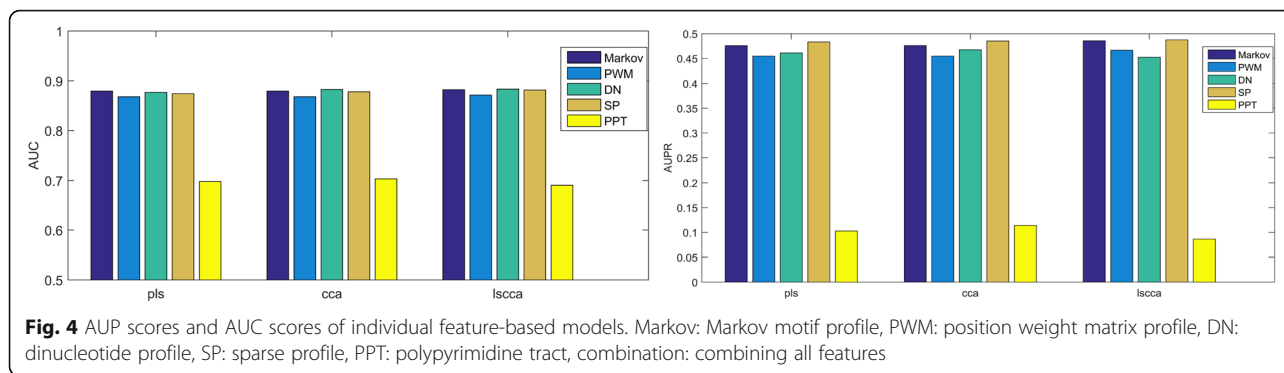 1
0.9
0.8
0.7
0.6
0.5
AUC
pls
cca
lscca
Markov
PWM
DN
SP
PPT
0.5
0.45
0.4
0.35
0.3
0.25
0.2
0.15
0.1
0.05
0
AUPR
pls
cca
lscca
Markov
PWM
DN
SP
PPT
Fig. 4 AUP scores and AUC scores of individual feature-based models. Markov: Markov motif profile, PWM: position weight matrix profile, DN:
dinucleotide profile, SP: sparse profile, PPT: polypyrimidine tract, combination: combining all features